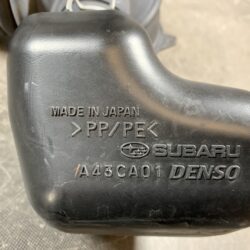 MADE IN JAPAN
>PP/PE<
SUBARU
A43CA01 DENSO